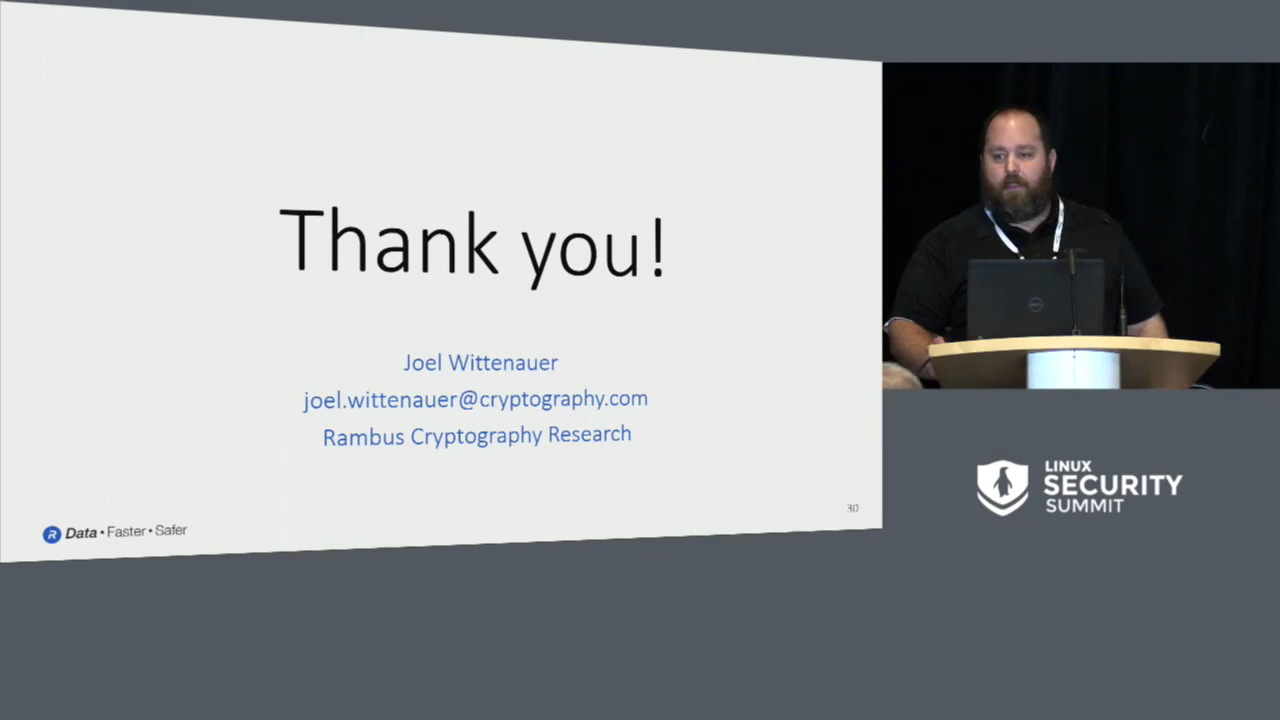 Thank you!
Joel Wittenauer
joel.wittenauer@cryptography.com
Rambus Cryptography Research
R Data • Faster • Safer
30
LINUX
SECURITY
SUMMIT